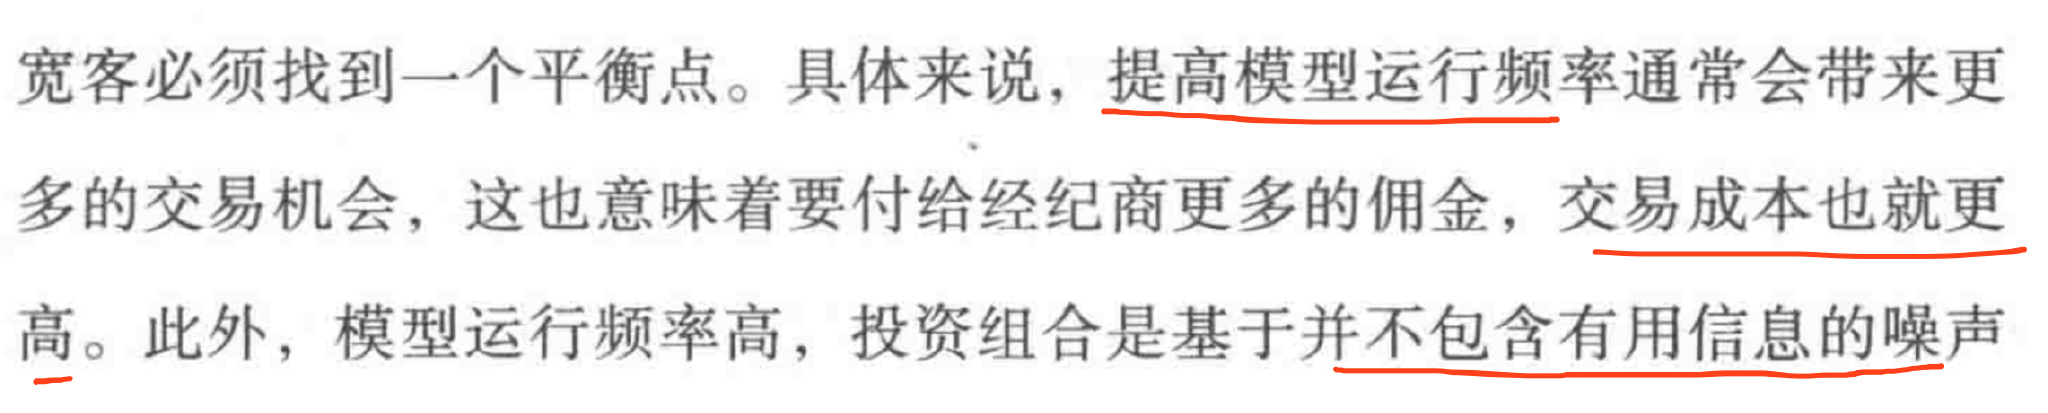 宽客必须找到一个平衡点。具体来说，提高模型运行频率通常会带来更
多的交易机会，这也意味着要付给经纪商更多的佣金，交易成本也就更
高。此外，模型运行频率高，投资组合是基于并不包含有用信息的噪声